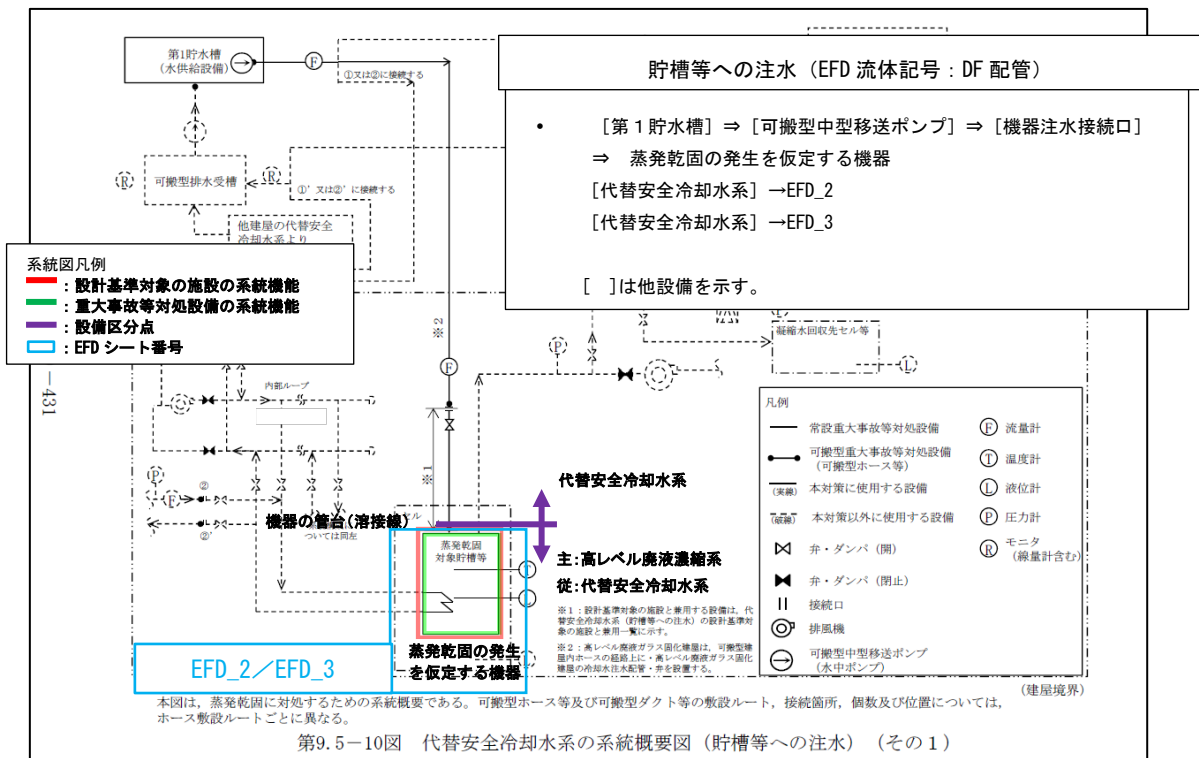 第1貯水槽
(水供給設備)
F
①又は②に接続する
貯槽等への注水（EFD 流体記号：DF 配管）
• ［第１貯水槽］⇒［可搬型中型移送ポンプ］⇒［機器注水接続口］
⇒ 蒸発乾固の発生を仮定する機器
［代替安全冷却水系］→EFD_2
［代替安全冷却水系］→EFD_3
［ ］は他設備を示す。
R
可搬型排水受槽
R
①’又は②’に接続する
他建屋の代替安全
冷却水系より
系統図凡例
：設計基準対象の施設の系統機能
：重大事故等対処設備の系統機能
：設備区分点
：EFD シート番号
－431
※2
F
P
凝縮水回収先セル等
L
内部ループ
※1
P
F
②
②’
機器の管台(溶接線)
ついては同左
セル
代替安全冷却水系
蒸発乾固
対象貯槽等
T
L
主：高レベル廃液濃縮系
従：代替安全冷却水系
※1：設計基準対象の施設と兼用する設備は，代
替安全冷却水系（貯槽等への注水）の設計基準対
象の施設と兼用一覧に示す。
※2：高レベル廃液ガラス固化建屋は，可搬型建
屋内ホースの経路上に・高レベル廃液ガラス固化
建屋の冷却水注水配管・弁を設置する。
蒸発乾固の発生
を仮定する機器
EFD_2／EFD_3
凡例
常設重大事故等対処設備
可搬型重大事故等対処設備
(可搬型ホース等)
(実線) 本対策に使用する設備
(破線) 本対策以外に使用する設備
弁・ダンパ（開）
弁・ダンパ（閉止）
接続口
排風機
可搬型中型移送ポンプ
(水中ポンプ)
F 流量計
T 温度計
L 液位計
P 圧力計
R モニタ
(線量計含む)
(建屋境界)
本図は，蒸発乾固に対処するための系統概要である。可搬型ホース等及び可搬型ダクト等の敷設ルート，接続箇所，個数及び位置については，
ホース敷設ルートごとに異なる。
第9.5－10図 代替安全冷却水系の系統概要図（貯槽等への注水）（その１）